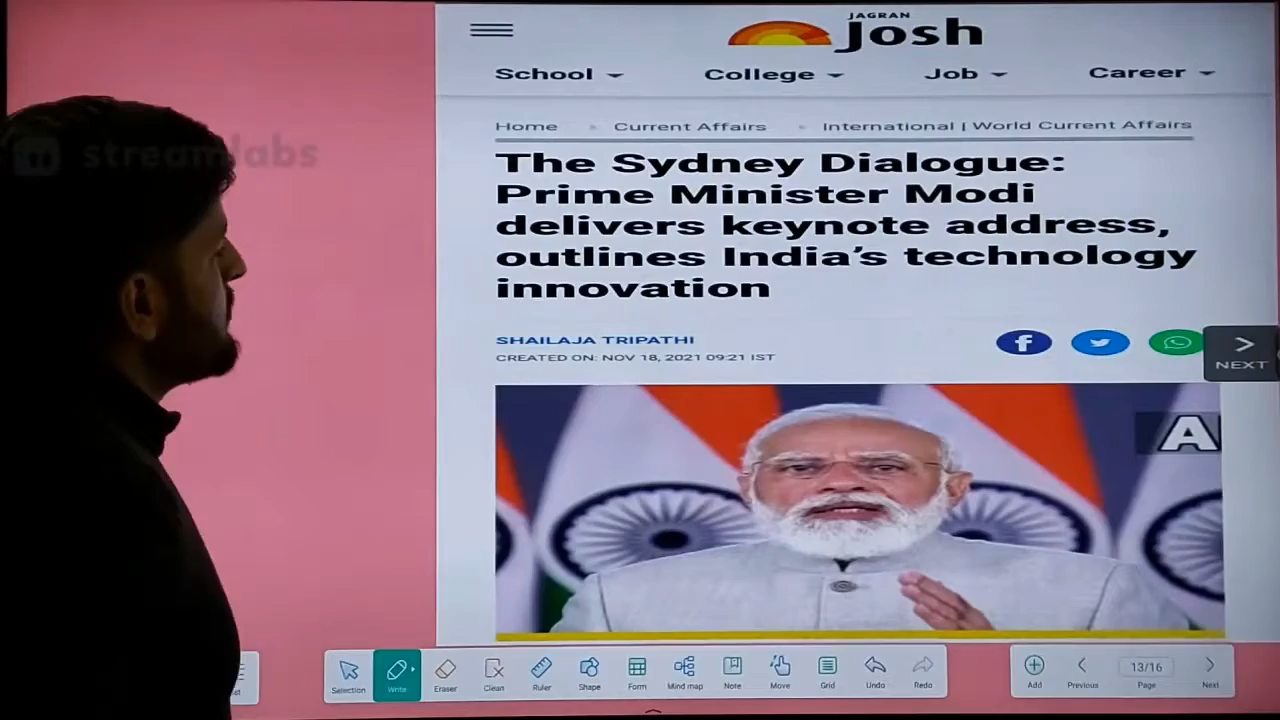 JAGRAN
Josh
School
College
Job
Career
Home
Current Affairs
International | World Current Affairs
streamlabs
The Sydney Dialogue:
Prime Minister Modi
delivers keynote address,
outlines India's technology
innovation
SHAILAJA TRIPATHI
CREATED ON: NOV 18, 2021 09:21 IST
NEXT
A
Selection
Write
Eraser
Clean
Ruler
Shape
Form
Mind map
Note
Move
Grid
Undo
Redo
Add
Previous
13/16
Page
Next